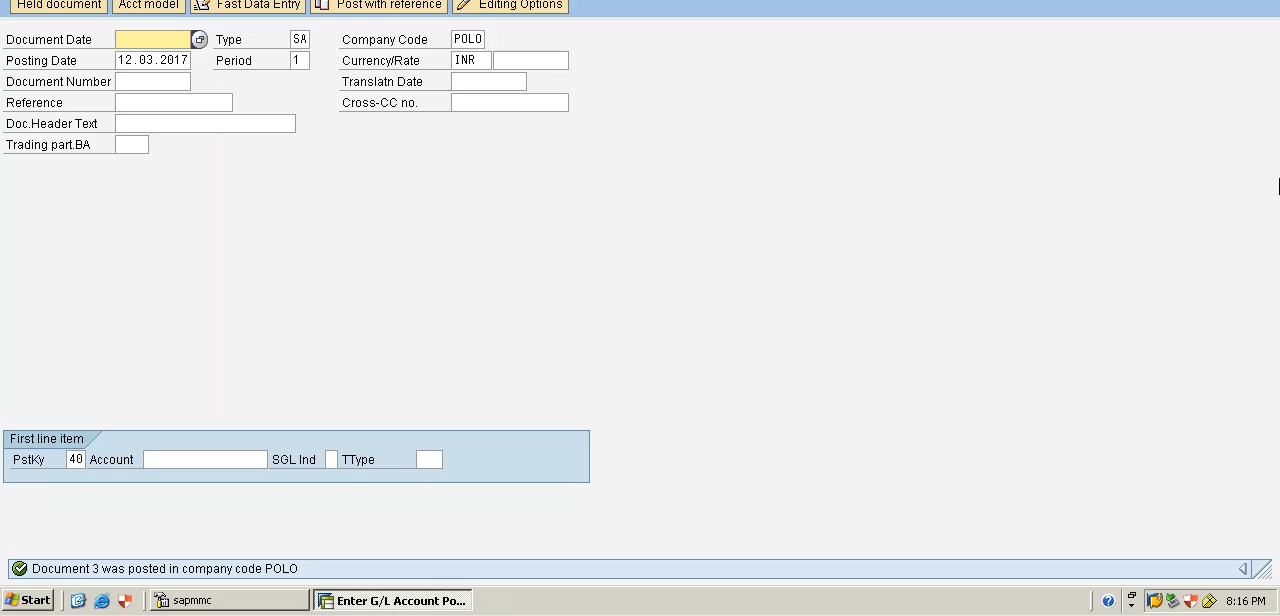 Held document Acct model Fast Data Entry Post with reference Editing Options
Document Date Type SA Company Code POLO
Posting Date 12.03.2017 Period 1 Currency/Rate INR
Document Number Translatn Date
Reference Cross-CC no.
Doc.Header Text
Trading part.BA
First line item
PstKy 40 Account SGL Ind TType
Document 3 was posted in company code POLO
Start sapmmc Enter G/L Account Po... 8:16 PM